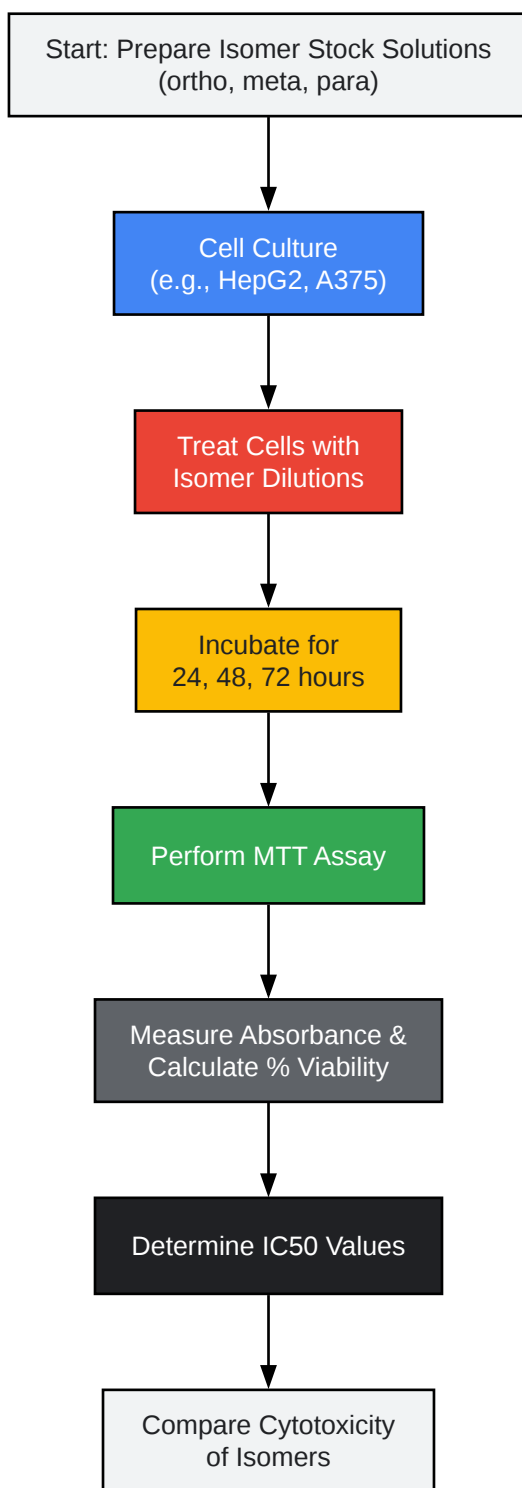 Start: Prepare Isomer Stock Solutions
(ortho, meta, para)
Cell Culture
(e.g., HepG2, A375)
Treat Cells with
Isomer Dilutions
Incubate for
24, 48, 72 hours
Perform MTT Assay
Measure Absorbance &
Calculate % Viability
Determine IC50 Values
Compare Cytotoxicity
of Isomers